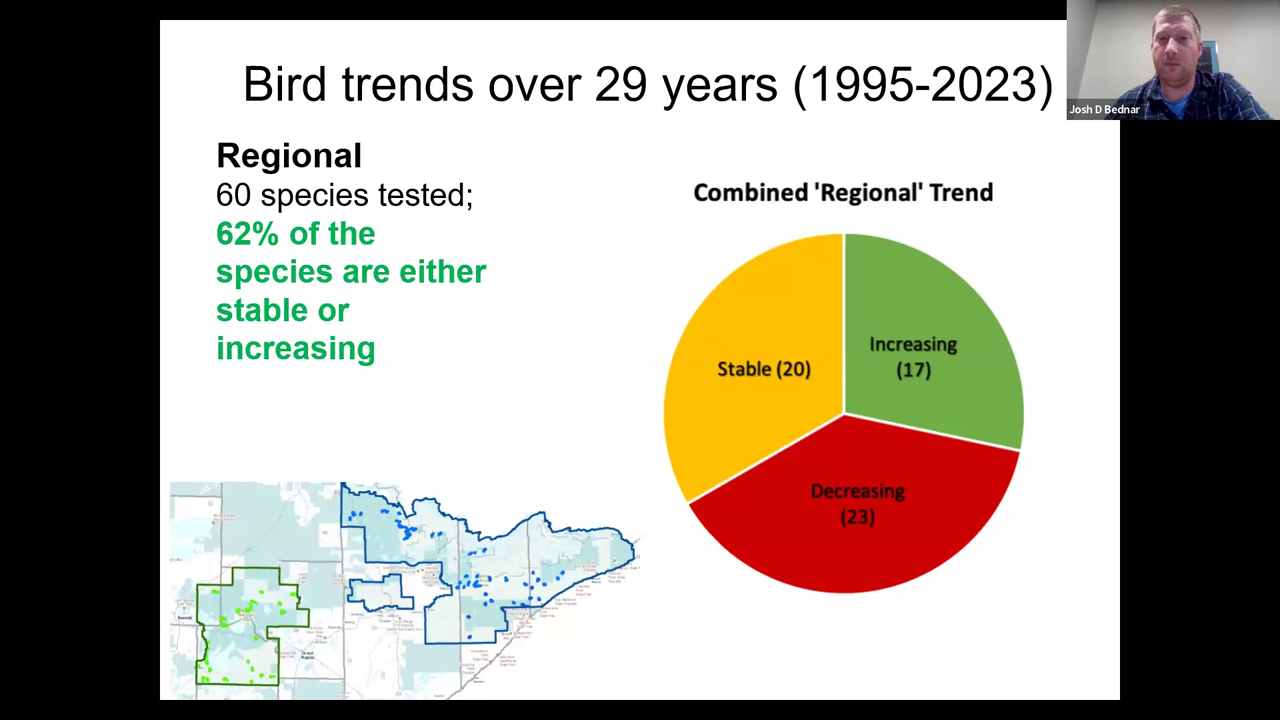 Bird trends over 29 years (1995-2023)
Josh D Bednar
Regional
60 species tested;
62% of the
species are either
stable or
increasing
Combined 'Regional' Trend
Increasing
(17)
Stable (20)
Decreasing
(23)